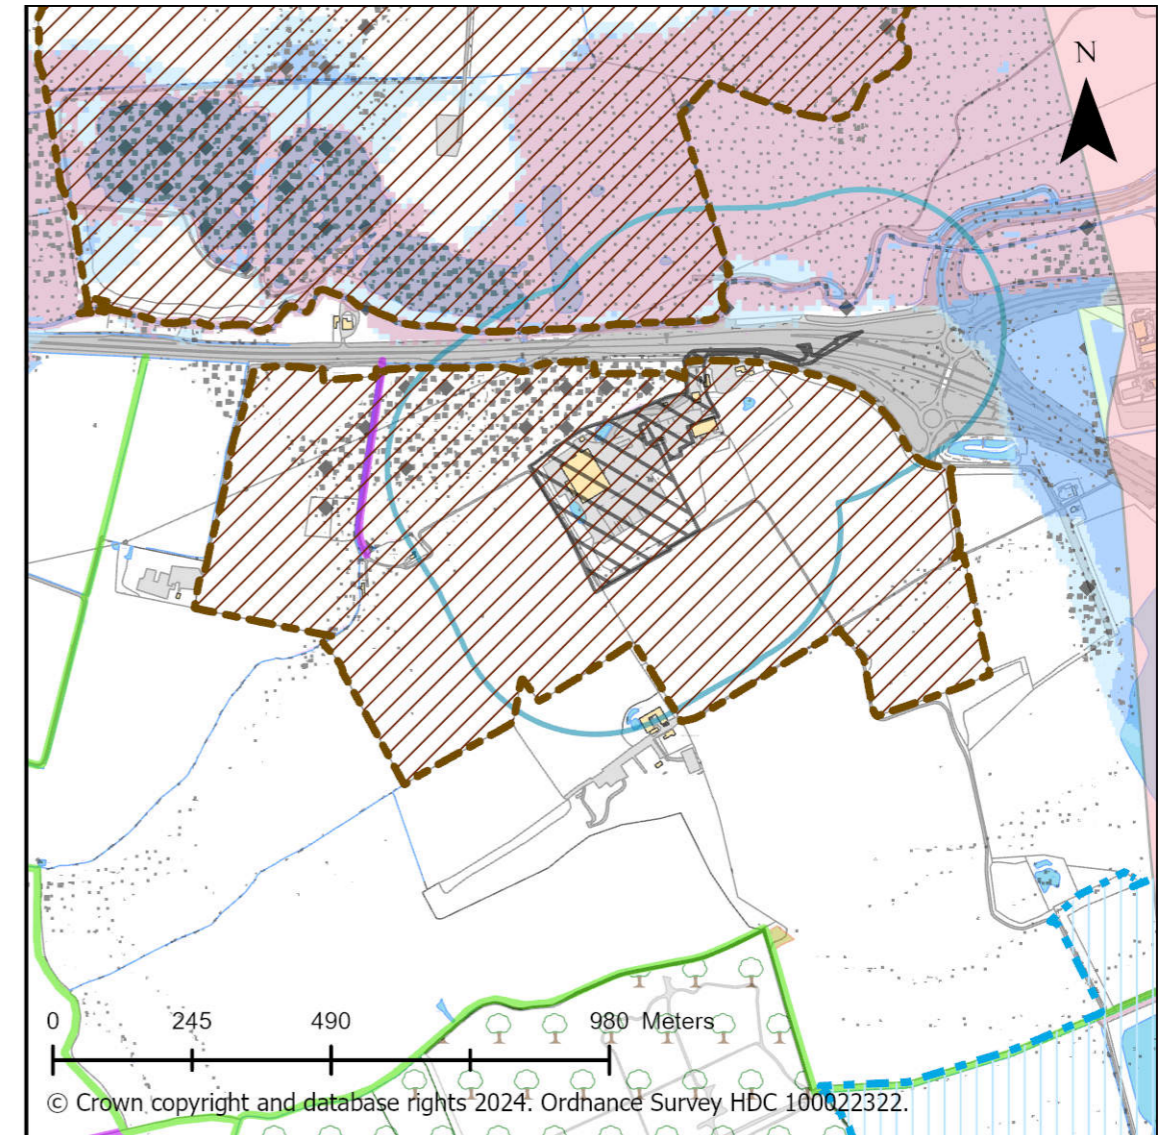 N
0 245 490 980 Meters
© Crown copyright and database rights 2024. Ordnance Survey HDC 100022322.